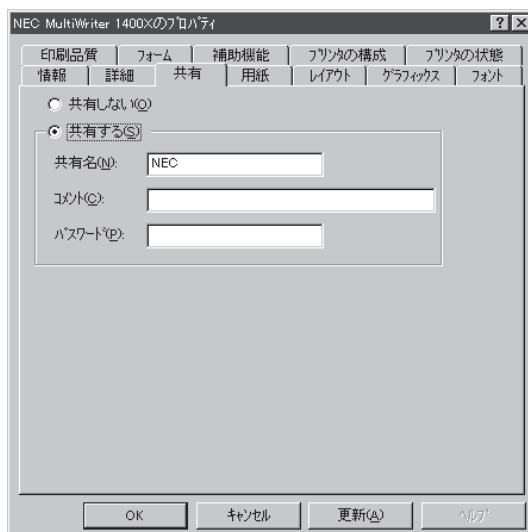 NEC MultiWriter 1400Xのプロパティ
印刷品質 フォーム 補助機能 プリンタの構成 プリンタの状態
情報 詳細 共有 用紙 レイアウト グラフィックス フォント
共有しない(O)
共有する(S)
共有名(N): NEC
コメント(C):
パスワード(P):
OK キャンセル 更新(A) ヘルプ